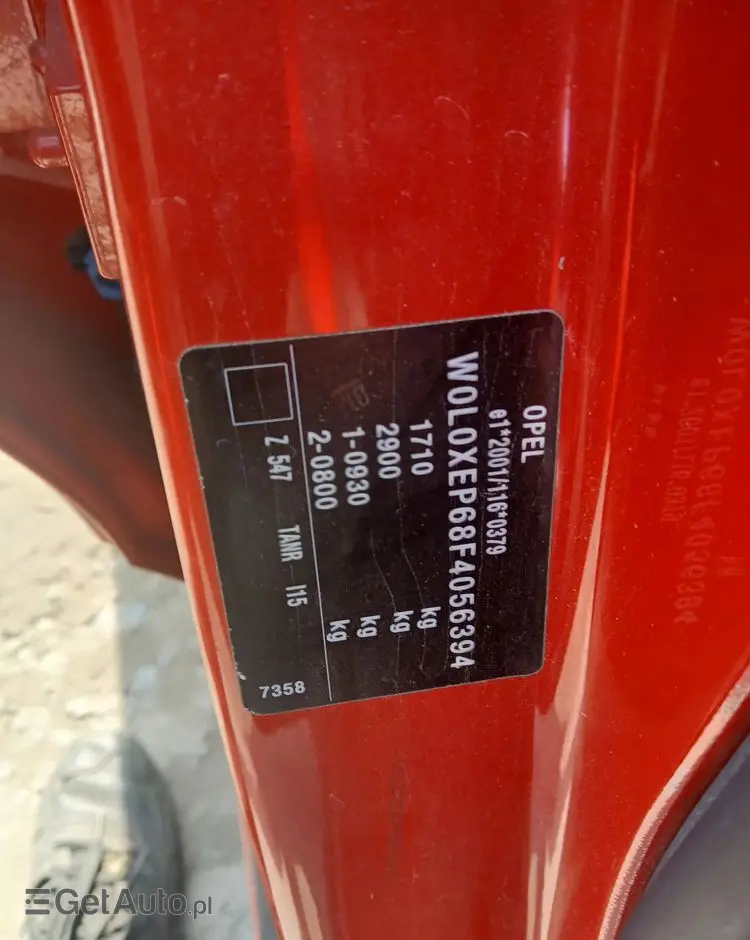 OPEL
e1*2001/116*0379
W0L0XEP68F4056394
1710 kg
2900 kg
1-0930 kg
2-0800 kg
Z 547 TANR I15
7358
GetAuto.pl